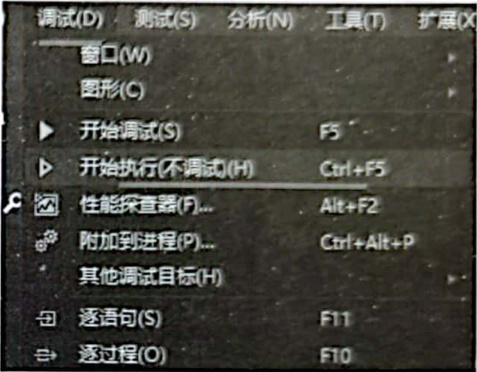 调试(D) 测试(S) 分析(N) 工具(T) 扩展(X
窗口(W)
图形(C)
开始调试(S) F5
开始执行(不调试)(H) Ctrl+F5
性能探查器(F)... Alt+F2
附加到进程(P)... Ctrl+Alt+P
其他调试目标(H)
逐语句(S) F11
逐过程(O) F10